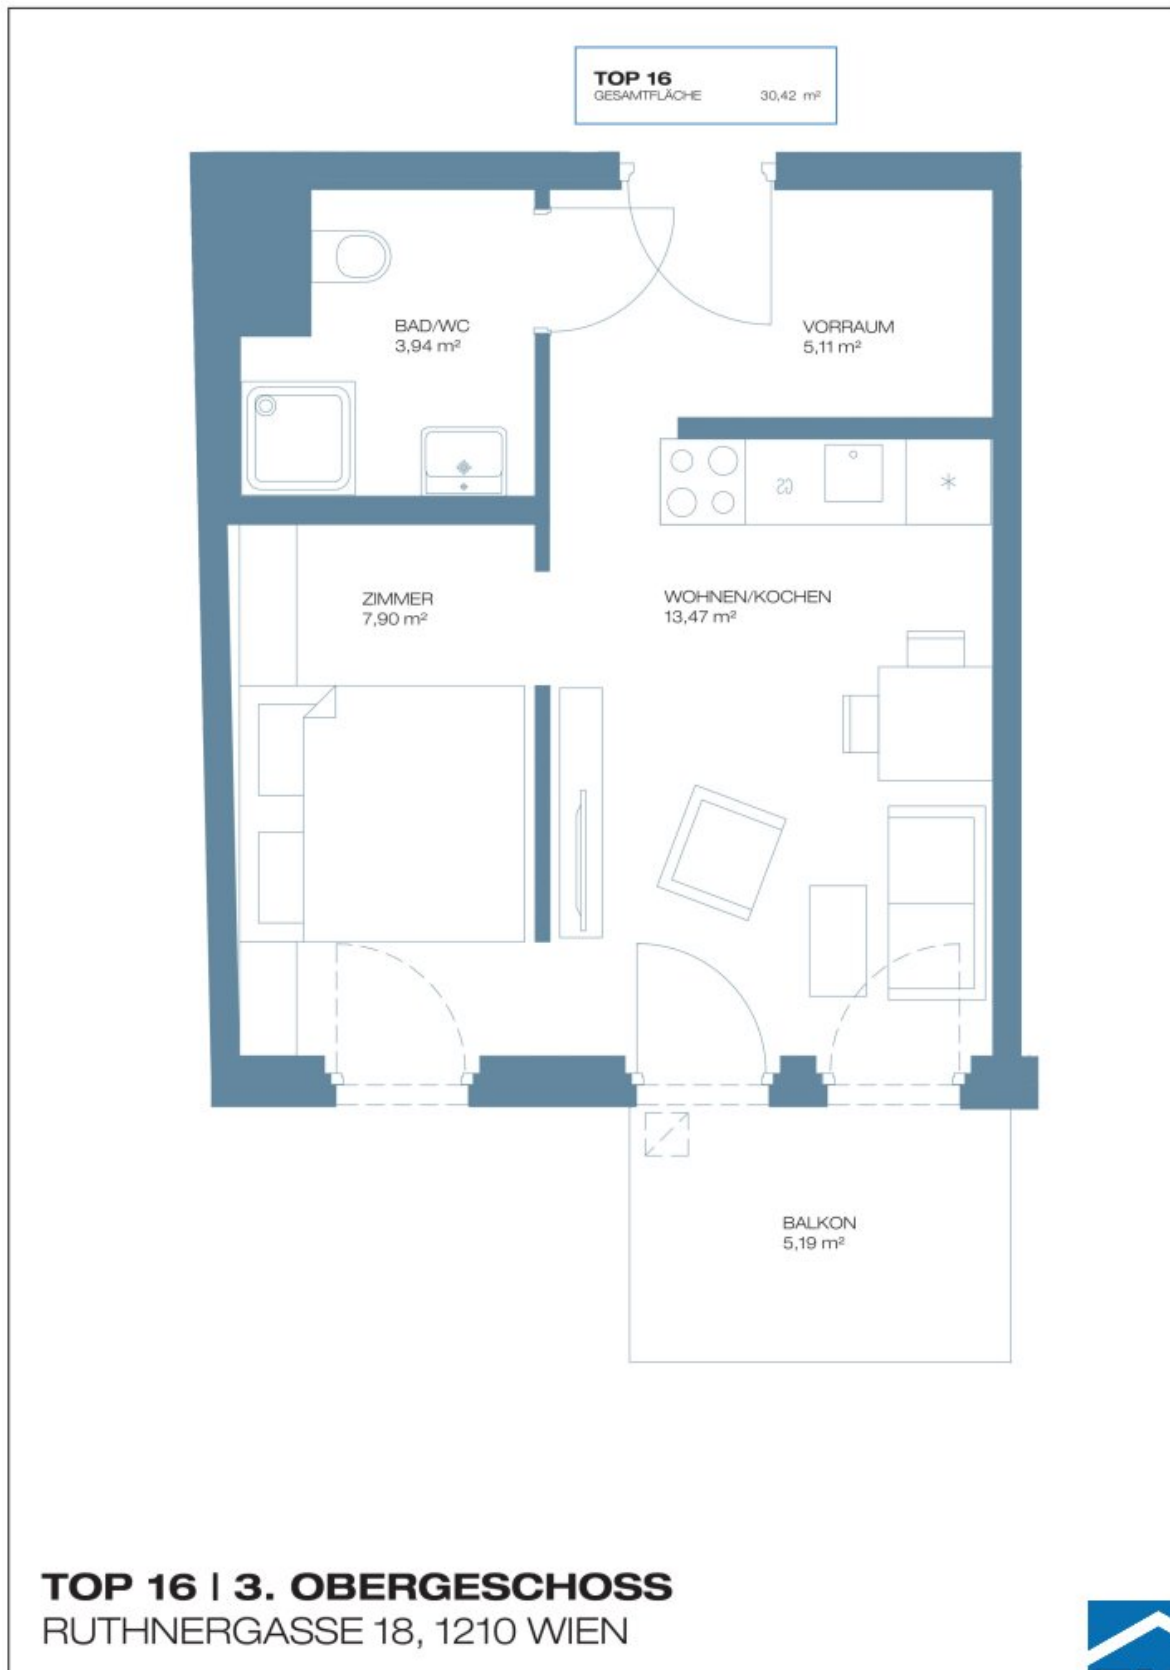 TOP 16
GESAMTFLÄCHE 30,42 m²
BAD/WC
3,94 m²
VORRAUM
5,11 m²
GS
ZIMMER
7,90 m²
WOHNEN/KOCHEN
13,47 m²
BALKON
5,19 m²
TOP 16 | 3. OBERGESCHOSS
RUTHNERGASSE 18, 1210 WIEN